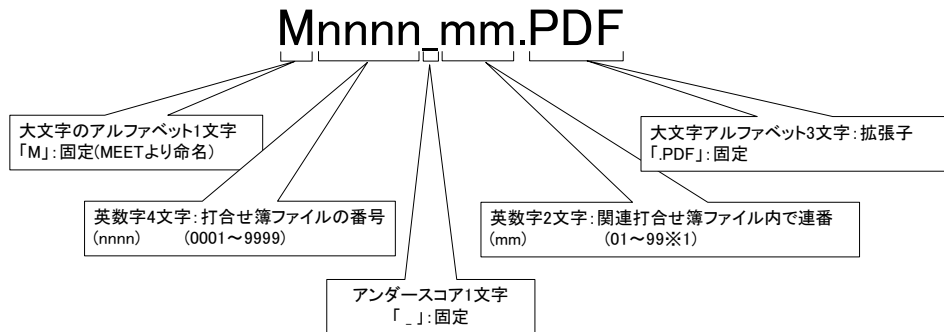 Mnnnn_mm.PDF
大文字のアルファベット1文字
「M」:固定(MEETより命名)
大文字アルファベット3文字:拡張子
「.PDF」:固定
英数字4文字:打合せ簿ファイルの番号
(nnnn) (0001～9999)
英数字2文字:関連打合せ簿ファイル内で連番
(mm) (01～99※1)
アンダースコア1文字
「_」:固定